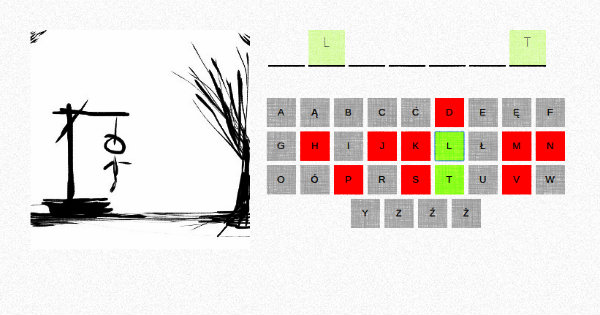 L T
A Ą B C Ć D E Ę F
G H I J K L Ł M N
O Ó P R S T U V W
Y Z Ź Ż